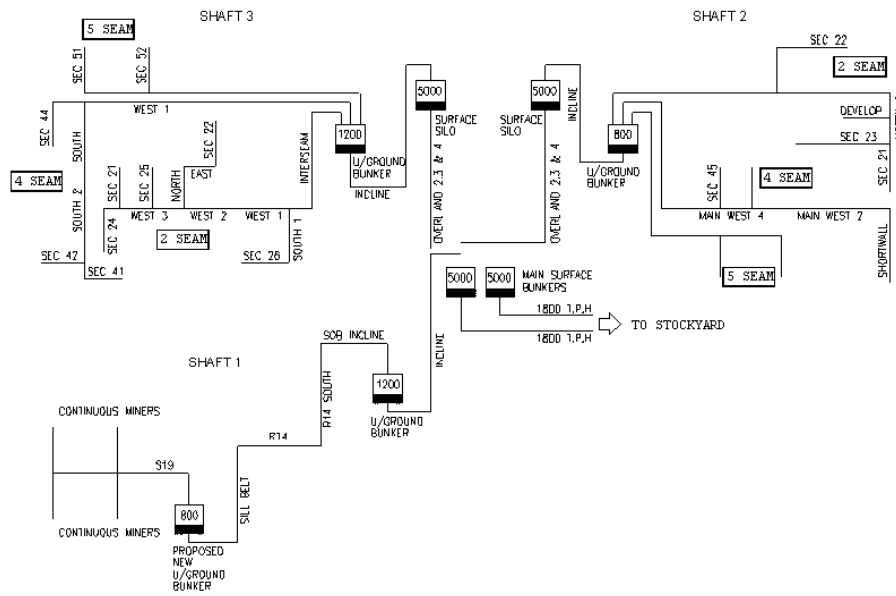 SHAFT 3
SHAFT 2
5 SEAM
SEC 51
SEC 52
SEC 22
2 SEAM
5000
5000
INCLINE
SEC 44
WEST 1
SURFACE
SILO
SURFACE
SILO
DEVELOP
SOUTH
SEC 22
INTERSEAM
1200
U/GROUND
BUNKER
INCLINE
800
U/GROUND
BUNKER
SEC 23
SEC 21
4 SEAM
SOUTH 2
SEC 21
SEC 25
NORTH
EAST
OVERLAND 2.3 & 4
OVERLAND 2.3 & 4
SEC 45
4 SEAM
WEST 3
WEST 2
WEST 1
MAIN WEST 4
MAIN WEST 2
SEC 24
2 SEAM
SOUTH 1
SEC 42
SEC 26
SEC 41
SHORTWALL
5 SEAM
5000
5000
MAIN SURFACE
BUNKERS
1800 T.P.H
1800 T.P.H
TO STOCKYARD
INCLINE
SHAFT 1
SOB INCLINE
R14 SOUTH
1200
U/GROUND
BUNKER
CONTINUOUS MINERS
R14
S19
SILL BELT
800
CONTINUOUS MINERS
PROPOSED
NEW
U/GROUND
BUNKER